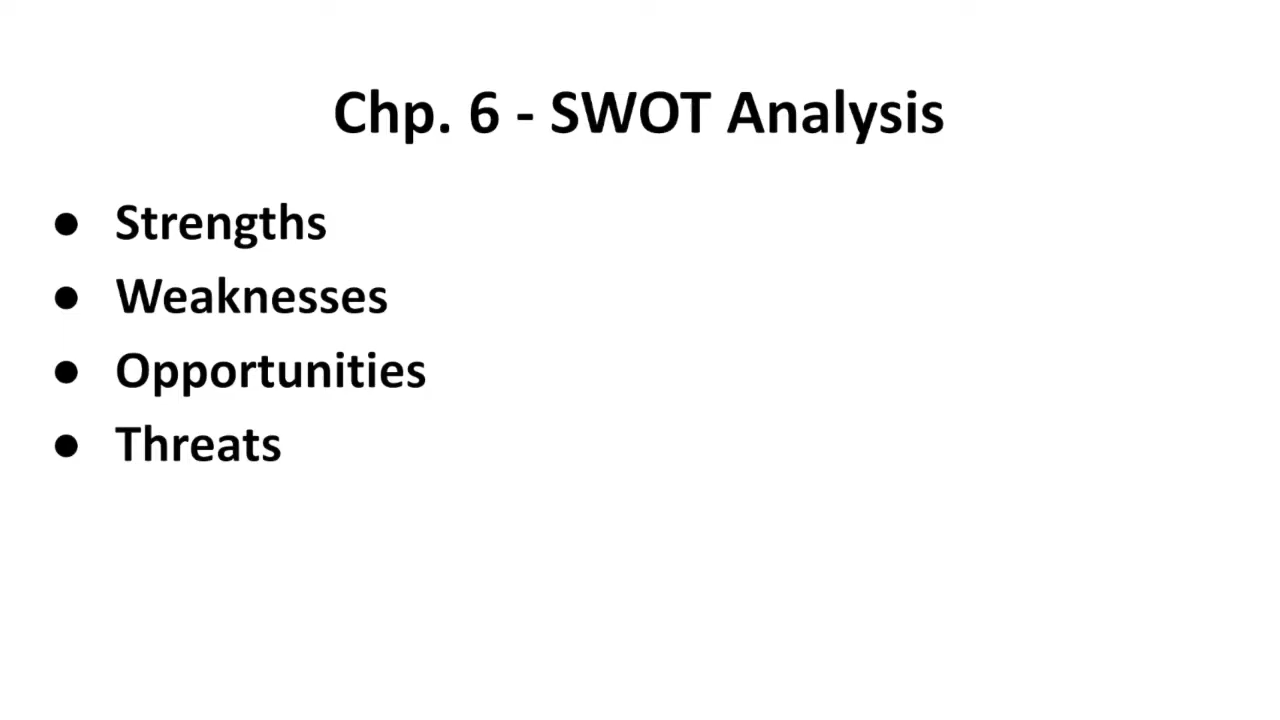 Chp. 6 - SWOT Analysis
● Strengths
● Weaknesses
● Opportunities
● Threats